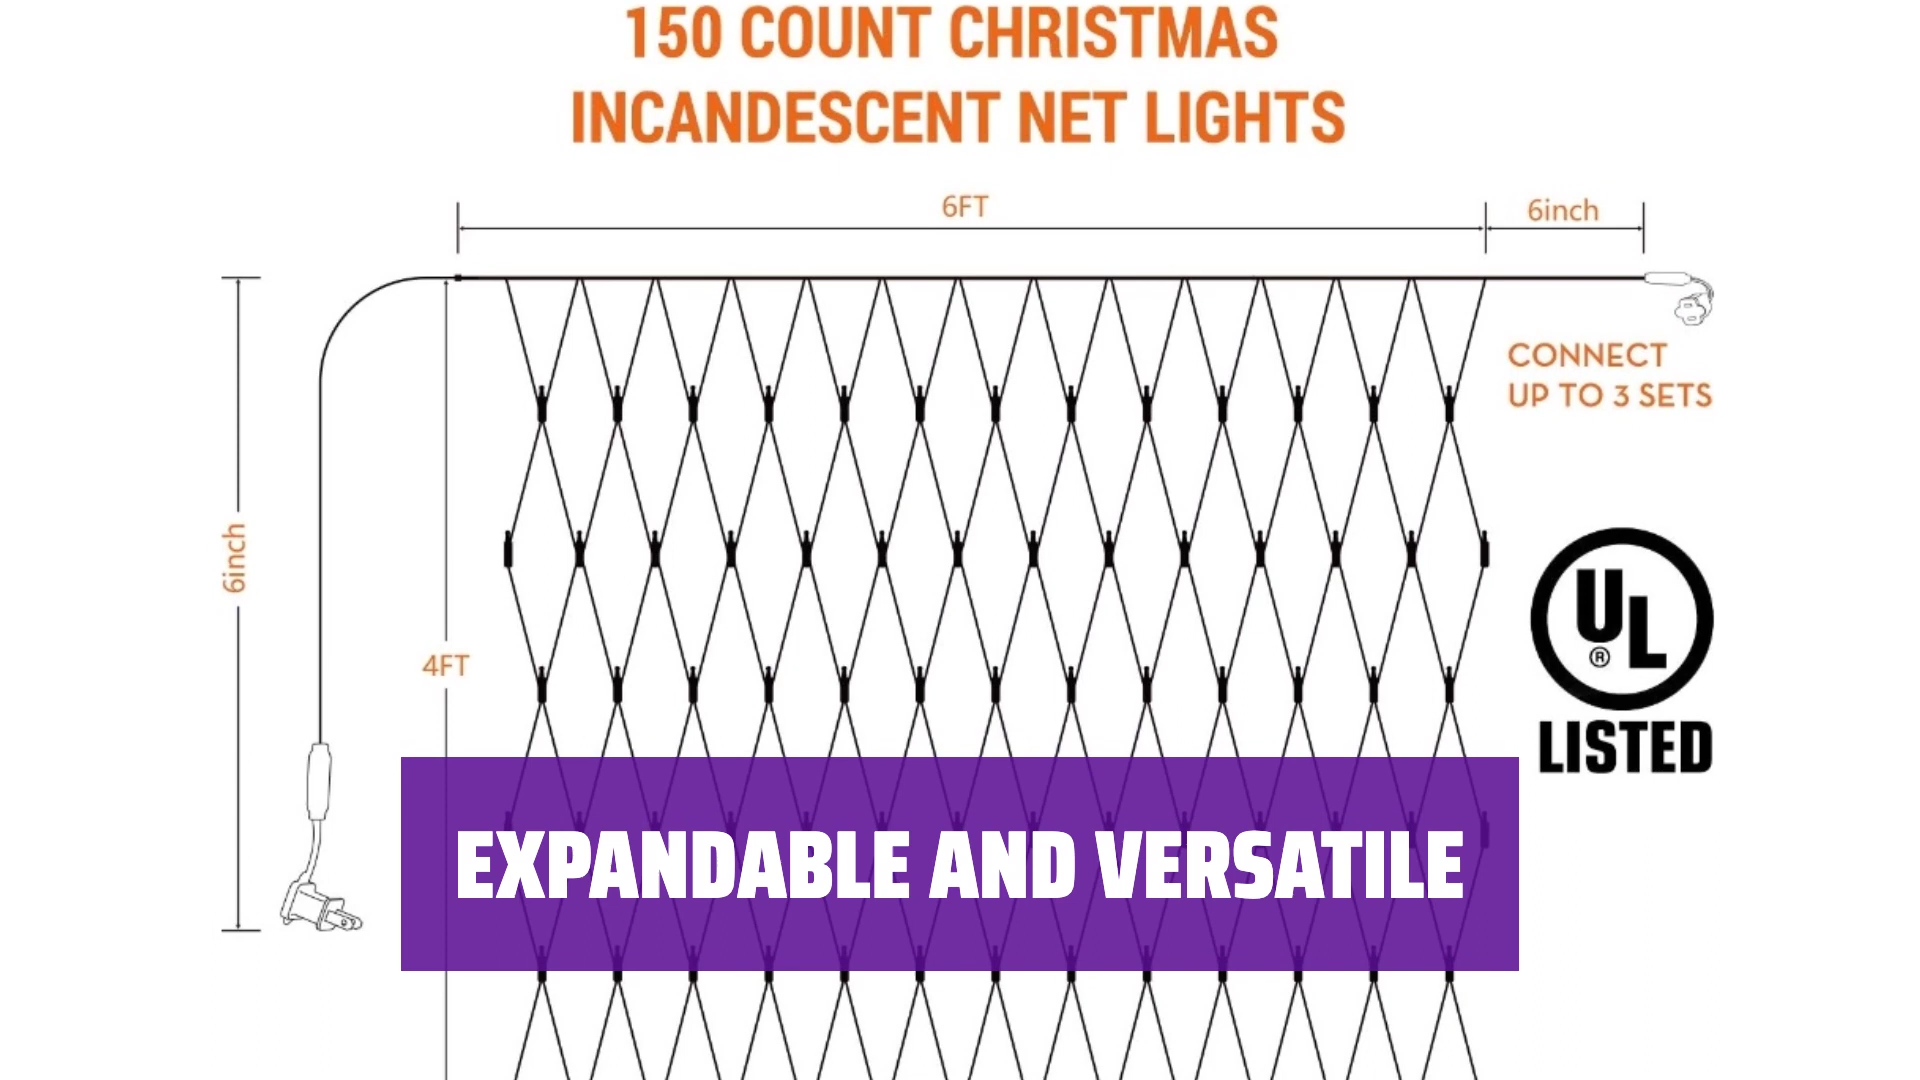 150 COUNT CHRISTMAS
INCANDESCENT NET LIGHTS
6FT
6inch
CONNECT
UP TO 3 SETS
6inch
4FT
UL
®
LISTED
EXPANDABLE AND VERSATILE